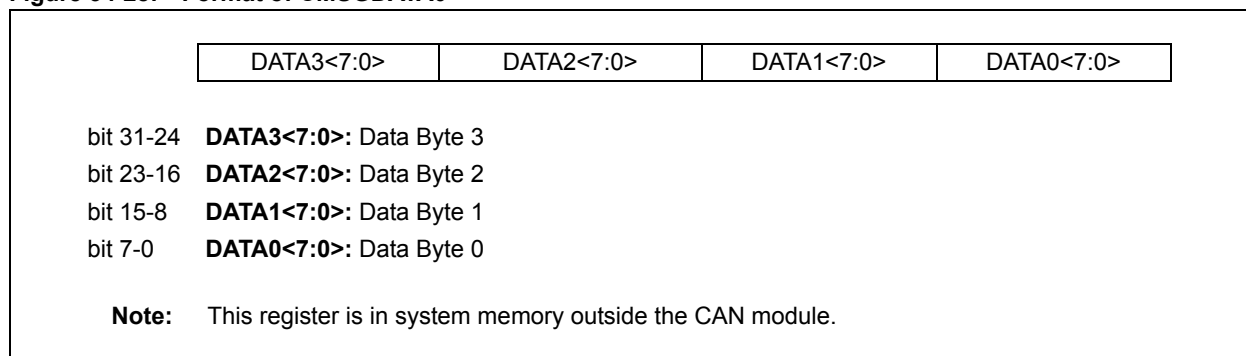 DATA3<7:0> DATA2<7:0> DATA1<7:0> DATA0<7:0>
bit 31-24 DATA3<7:0>: Data Byte 3
bit 23-16 DATA2<7:0>: Data Byte 2
bit 15-8 DATA1<7:0>: Data Byte 1
bit 7-0 DATA0<7:0>: Data Byte 0
Note: This register is in system memory outside the CAN module.